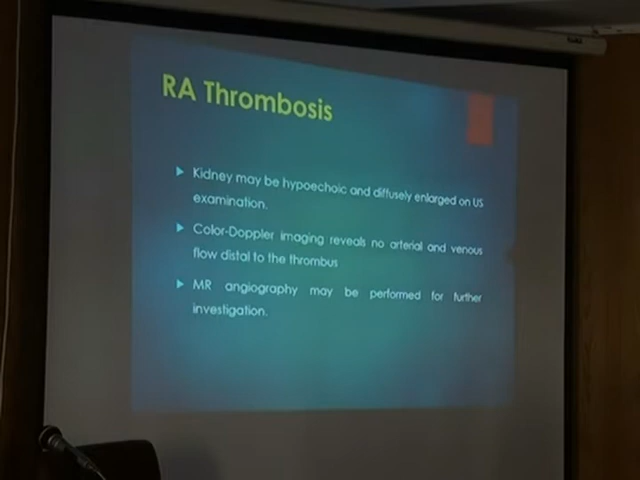 RA Thrombosis
Kidney may be hypoechoic and diffusely enlarged on US
examination.
Color-Doppler imaging reveals no arterial and venous
flow distal to the thrombus
MR angiography may be performed for further
investigation.